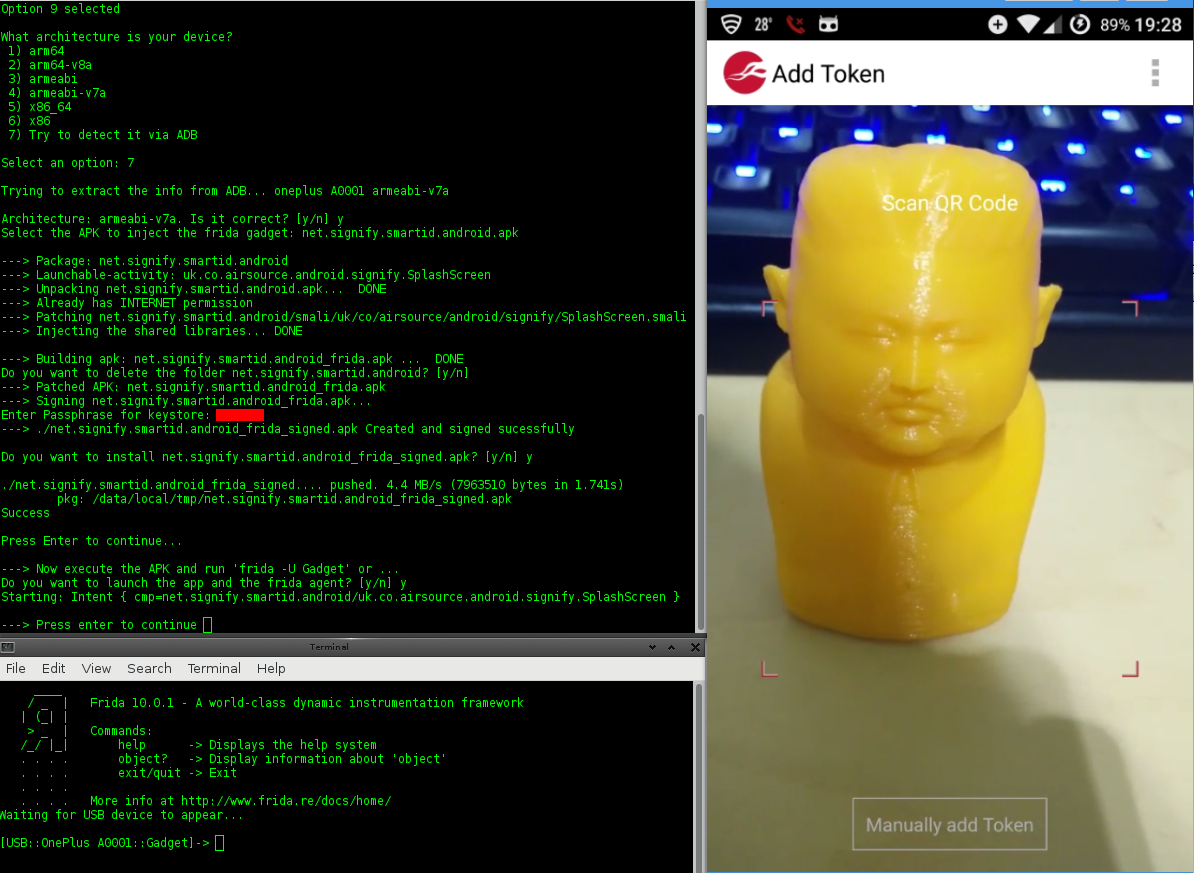 Option 9 selected
What architecture is your device?
1) arm64
2) arm64-v8a
3) armeabi
4) armeabi-v7a
5) x86_64
6) x86
7) Try to detect it via ADB
Select an option: 7
Trying to extract the info from ADB... oneplus A0001 armeabi-v7a
Architecture: armeabi-v7a. Is it correct? [y/n] y
Select the APK to inject the frida gadget: net.signify.smartid.android.apk
---> Package: net.signify.smartid.android
---> Launchable-activity: uk.co.airsource.android.signify.SplashScreen
---> Unpacking net.signify.smartid.android.apk...  DONE
---> Already has INTERNET permission
---> Patching net.signify.smartid.android/smali/uk/co/airsource/android/signify/SplashScreen.smali
---> Injecting the shared libraries... DONE
---> Building apk: net.signify.smartid.android_frida.apk ...  DONE
Do you want to delete the folder net.signify.smartid.android? [y/n]
---> Patched APK: net.signify.smartid.android_frida.apk
---> Signing net.signify.smartid.android_frida.apk...
Enter Passphrase for keystore:
---> ./net.signify.smartid.android_frida_signed.apk Created and signed sucessfully
Do you want to install net.signify.smartid.android_frida_signed.apk? [y/n] y
./net.signify.smartid.android_frida_signed.... pushed. 4.4 MB/s (7963510 bytes in 1.741s)
pkg: /data/local/tmp/net.signify.smartid.android_frida_signed.apk
Success
Press Enter to continue...
---> Now execute the APK and run 'frida -U Gadget' or ...
Do you want to launch the app and the frida agent? [y/n] y
Starting: Intent { cmp=net.signify.smartid.android/uk.co.airsource.android.signify.SplashScreen }
---> Press enter to continue
Terminal
File Edit View Search Terminal Help
Frida 10.0.1 - A world-class dynamic instrumentation framework
Commands:
help -> Displays the help system
object? -> Display information about 'object'
exit/quit -> Exit
More info at http://www.frida.re/docs/home/
Waiting for USB device to appear...
[USB::OnePlus A0001::Gadget]->
28° 89% 19:28
Add Token
Scan QR Code
Manually add Token